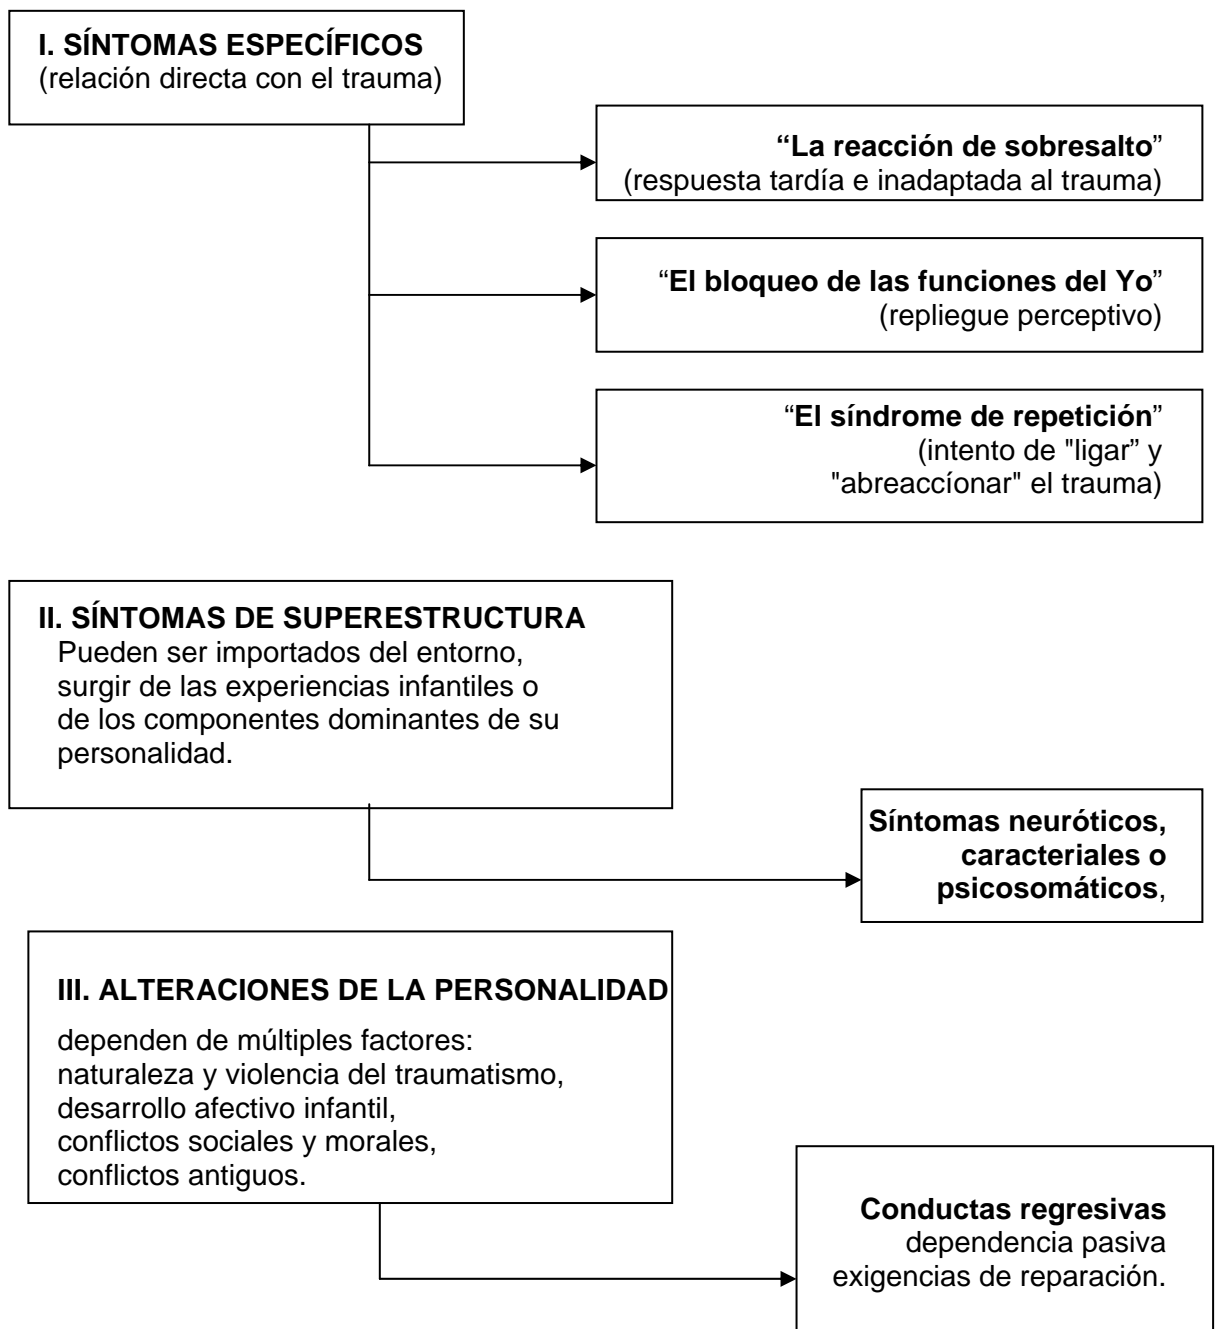 I. SÍNTOMAS ESPECÍFICOS
(relación directa con el trauma)
“La reacción de sobresalto”
(respuesta tardía e inadaptada al trauma)
“El bloqueo de las funciones del Yo”
(repliegue perceptivo)
“El síndrome de repetición”
(intento de "ligar” y
"abreaccíonar" el trauma)
II. SÍNTOMAS DE SUPERESTRUCTURA
Pueden ser importados del entorno,
surgir de las experiencias infantiles o
de los componentes dominantes de su
personalidad.
Síntomas neuróticos,
caracteriales o
psicosomáticos,
III. ALTERACIONES DE LA PERSONALIDAD
dependen de múltiples factores:
naturaleza y violencia del traumatismo,
desarrollo afectivo infantil,
conflictos sociales y morales,
conflictos antiguos.
Conductas regresivas
dependencia pasiva
exigencias de reparación.